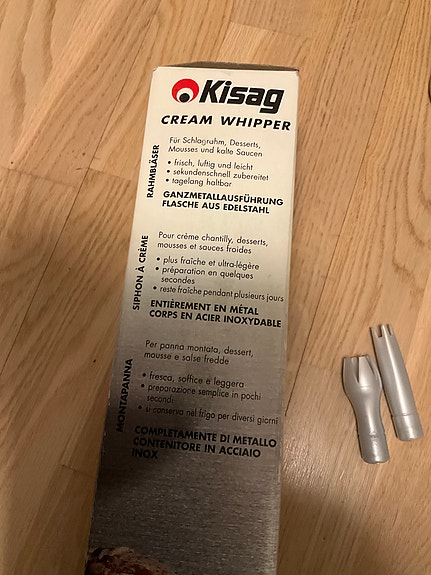 Kisag
CREAM WHIPPER
RAHMBLÄSER
Für Schlagrahm, Desserts,
Mousses und kalte Saucen
• frisch, luftig und leicht
• sekundenschnell zubereitet
• tagelang haltbar
GANZMETALLAUSFÜHRUNG
FLASCHE AUS EDELSTAHL
SIPHON À CRÈME
Pour crème chantilly, desserts,
mousses et sauces froides
• plus fraîche et ultra-légère
• préparation en quelques
secondes
• reste fraîche pendant plusieurs jours
ENTIÈREMENT EN MÉTAL
CORPS EN ACIER INOXYDABLE
MONTAPANNA
Per panna montata, dessert,
mousse e salse fredde
• fresca, soffice e leggera
• preparazione semplice in pochi
secondi
• si conserva nel frigo per diversi giorni
COMPLETAMENTE DI METALLO
CONTENITORE IN ACCIAIO
INOX